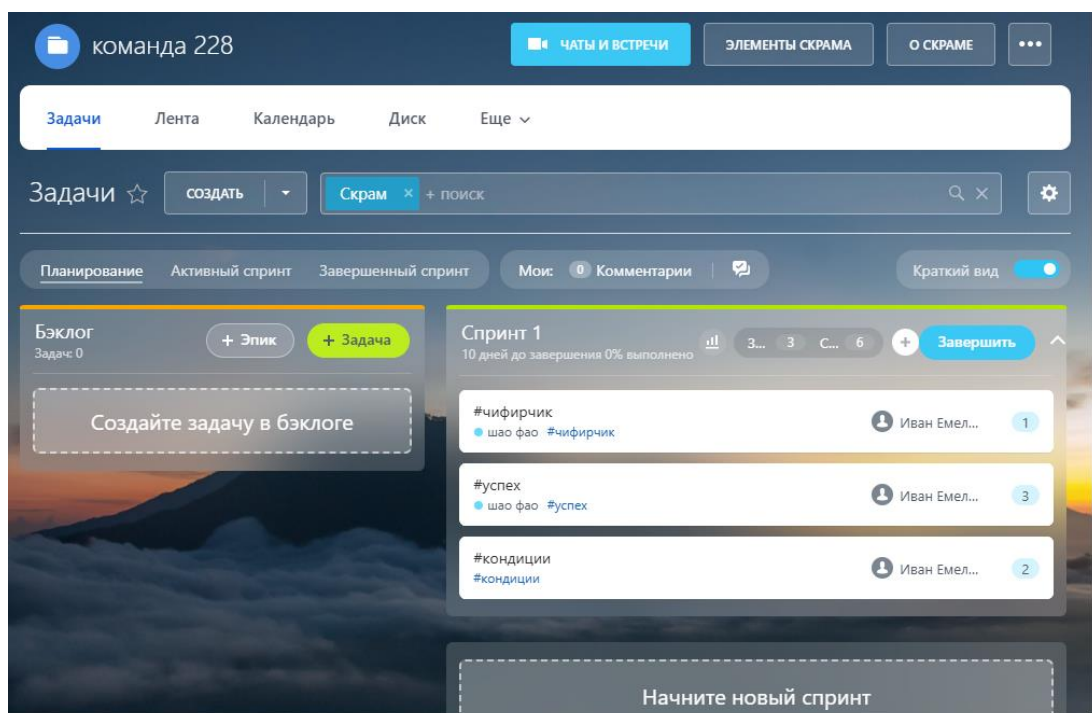 команда 228
ЧАТЫ И ВСТРЕЧИ
ЭЛЕМЕНТЫ СКРАМА
О СКРАМЕ
Задачи
Лента
Календарь
Диск
Еще
Задачи
СОЗДАТЬ
Скрам × + поиск
Планирование
Активный спринт
Завершенный спринт
Мои: 0 Комментарии
Краткий вид
Бэклог
Задач: 0
+ Эпик
+ Задача
Создайте задачу в бэклоге
Спринт 1
10 дней до завершения 0% выполнено
З... 3 С... 6
+
Завершить
#чифирчик
шао фао #чифирчик
Иван Емел...
1
#успех
шао фао #успех
Иван Емел...
3
#кондиции
#кондиции
Иван Емел...
2
Начните новый спринт